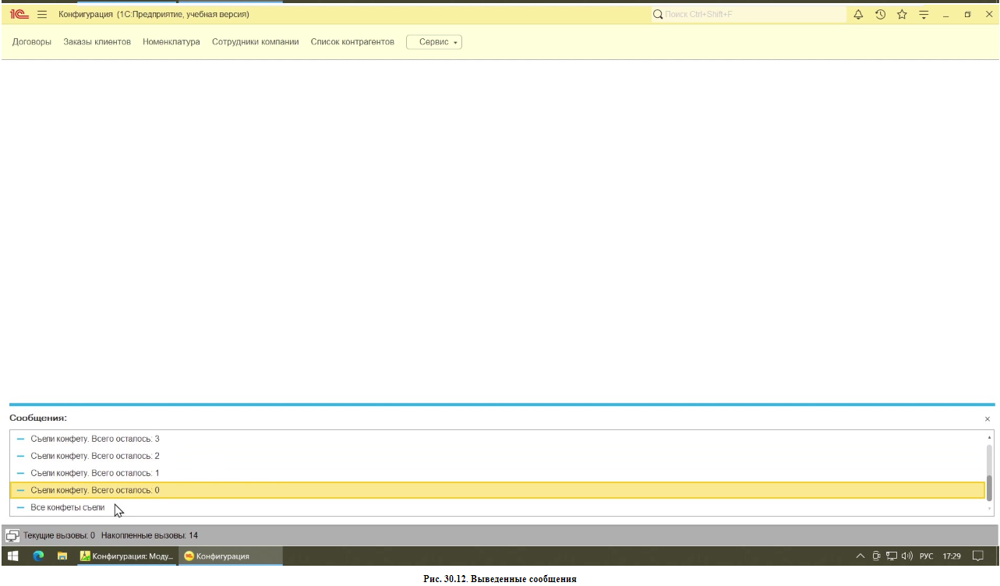 1С Конфигурация (1С:Предприятие, учебная версия) Поиск Ctrl+Shift+F
Договоры Заказы клиентов Номенклатура Сотрудники компании Список контрагентов Сервис
Сообщения:
Съели конфету. Всего осталось: 3
Съели конфету. Всего осталось: 2
Съели конфету. Всего осталось: 1
Съели конфету. Всего осталось: 0
Все конфеты съели
Текущие вызовы: 0 Накопленные вызовы: 14
Конфигурация: Моду... Конфигурация РУС 17:29
Рис. 30.12. Выведенные сообщения